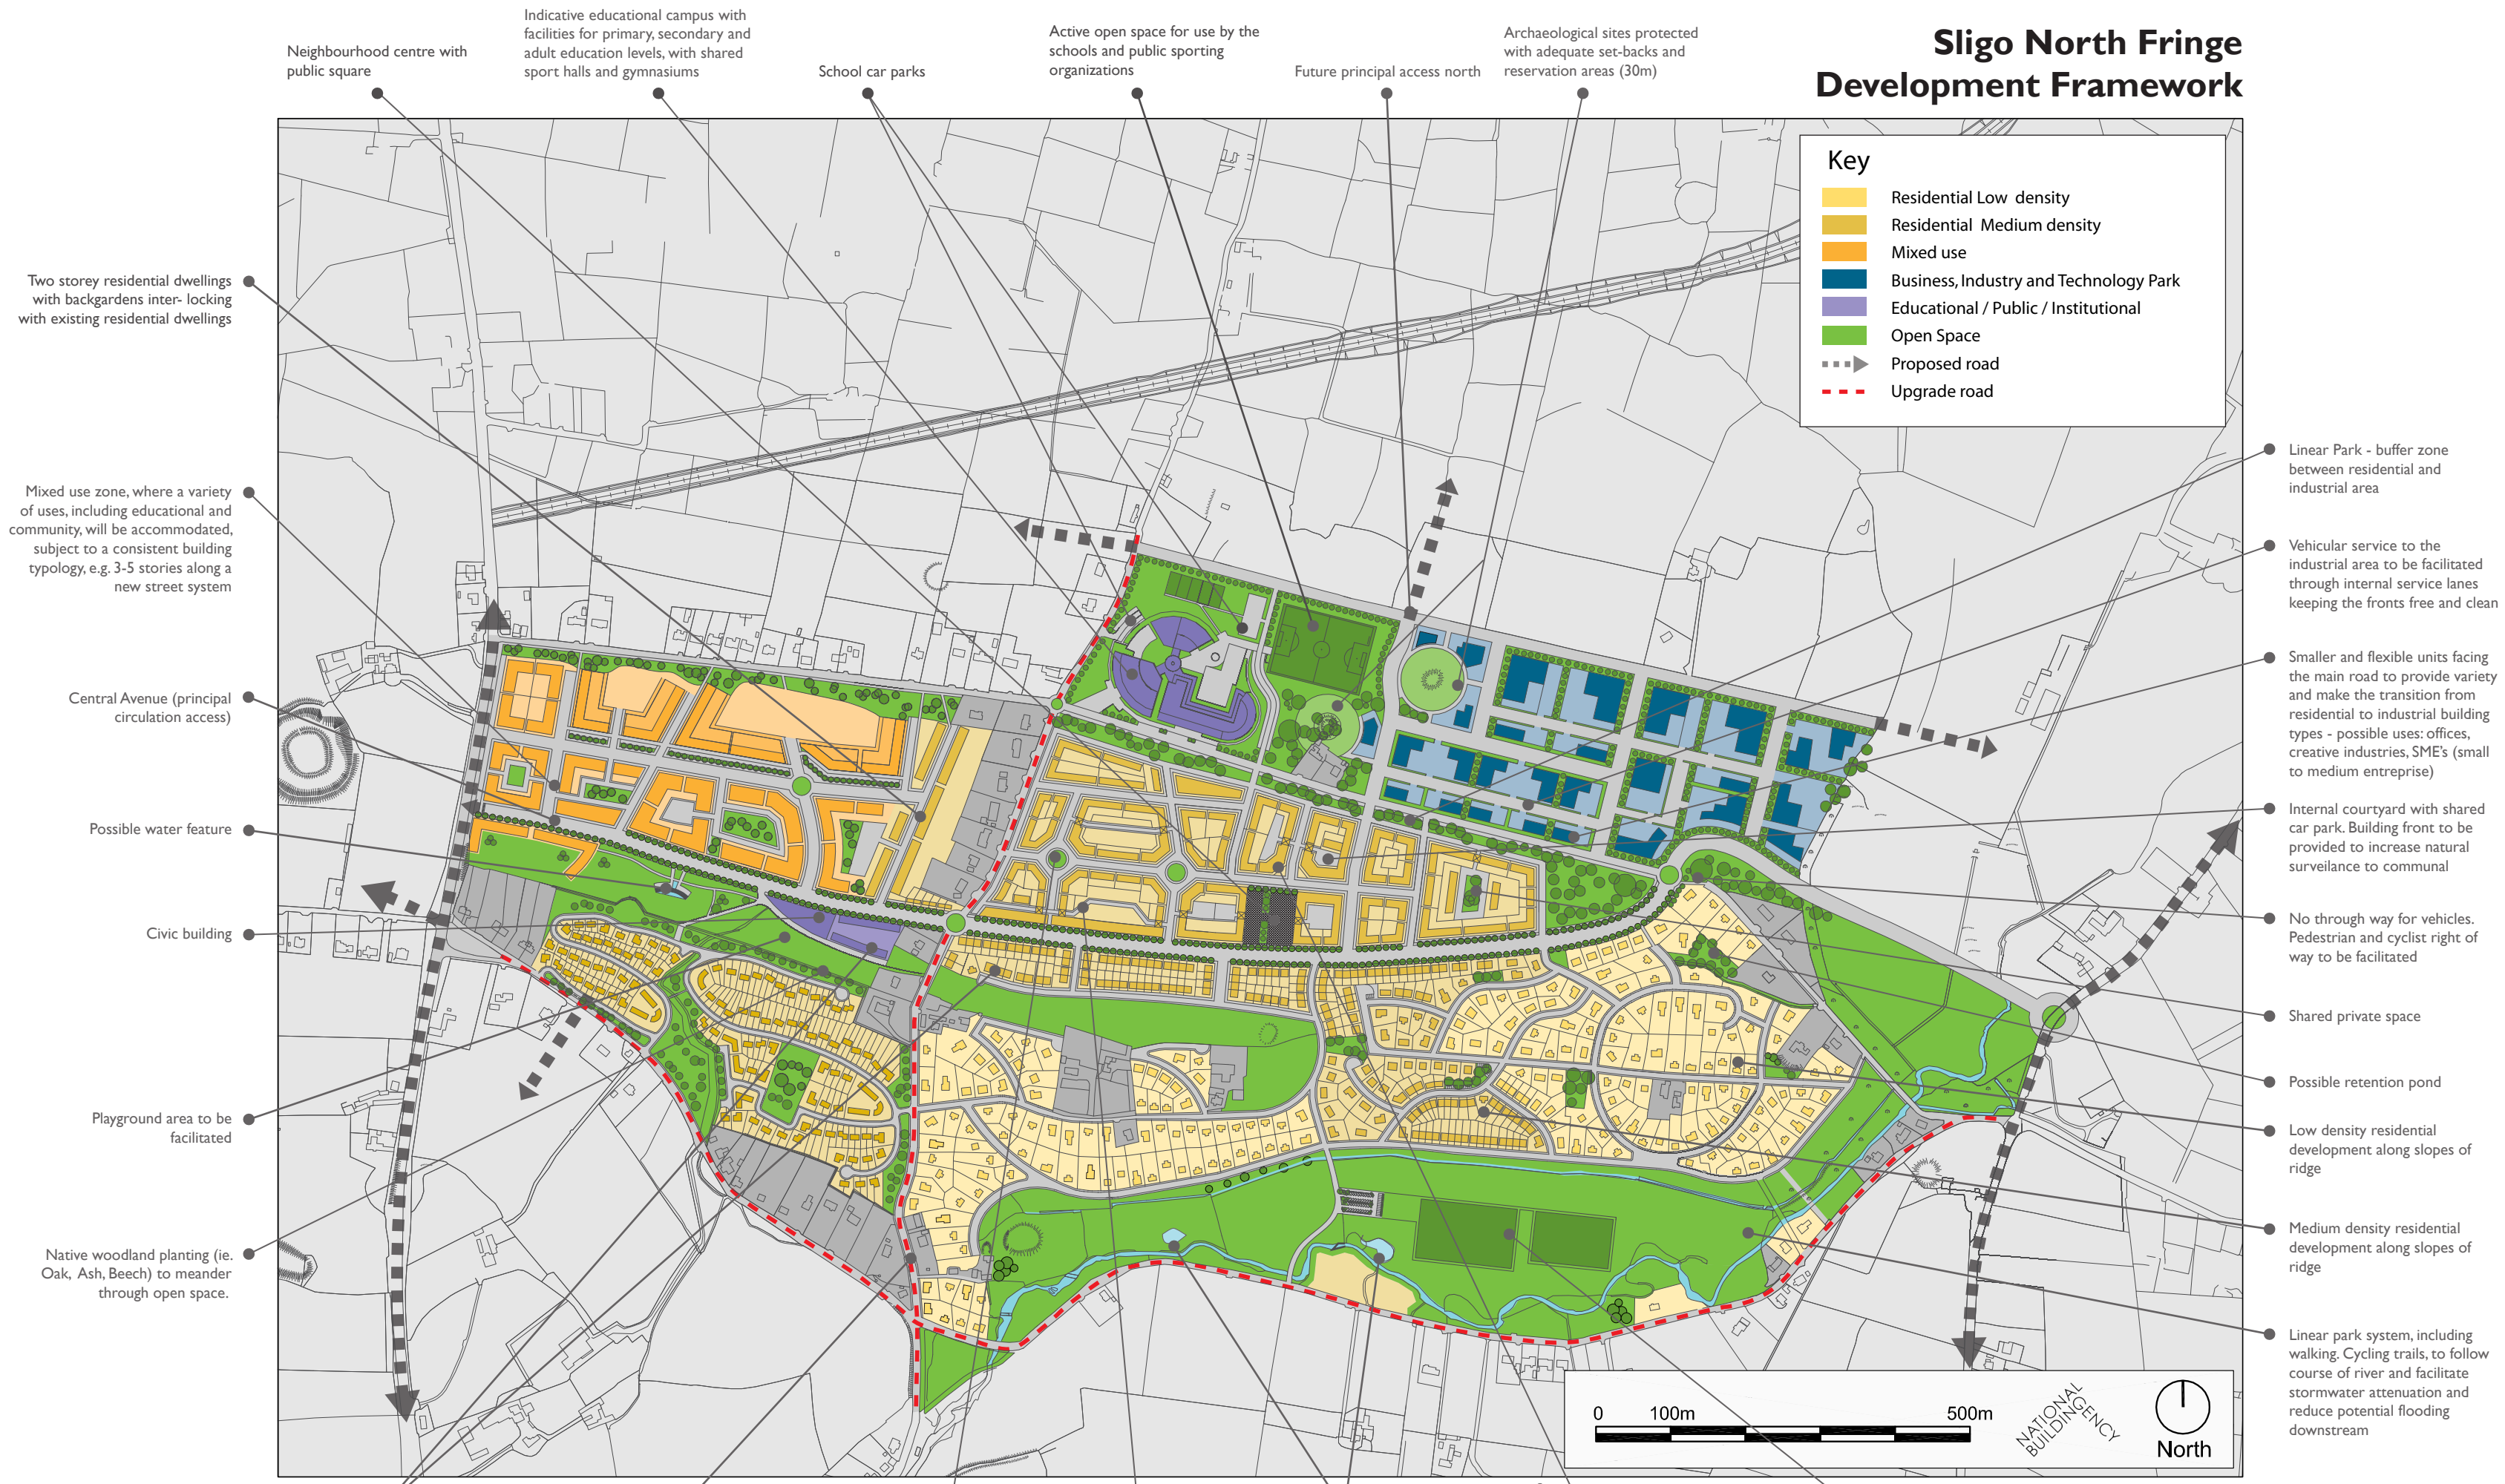 Sligo North Fringe
Development Framework
Neighbourhood centre with
public square
Indicative educational campus with
facilities for primary, secondary and
adult education levels, with shared
sport halls and gymnasiums
School car parks
Active open space for use by the
schools and public sporting
organizations
Future principal access north
Archaeological sites protected
with adequate set-backs and
reservation areas (30m)
Key
Residential Low density
Residential Medium density
Mixed use
Business, Industry and Technology Park
Educational / Public / Institutional
Open Space
Proposed road
Upgrade road
Two storey residential dwellings
with backgardens inter- locking
with existing residential dwellings
Mixed use zone, where a variety
of uses, including educational and
community, will be accommodated,
subject to a consistent building
typology, e.g. 3-5 stories along a
new street system
Central Avenue (principal
circulation access)
Possible water feature
Civic building
Playground area to be
facilitated
Native woodland planting (ie.
Oak, Ash, Beech) to meander
through open space.
Linear Park - buffer zone
between residential and
industrial area
Vehicular service to the
industrial area to be facilitated
through internal service lanes
keeping the fronts free and clean
Smaller and flexible units facing
the main road to provide variety
and make the transition from
residential to industrial building
types - possible uses: offices,
creative industries, SME's (small
to medium entreprise)
Internal courtyard with shared
car park. Building front to be
provided to increase natural
surveilance to communal
No through way for vehicles.
Pedestrian and cyclist right of
way to be facilitated
Shared private space
Possible retention pond
Low density residential
development along slopes of
ridge
Medium density residential
development along slopes of
ridge
Linear park system, including
walking. Cycling trails, to follow
course of river and facilitate
stormwater attenuation and
reduce potential flooding
downstream
0 100m 500m
NATIONAL
BUILDING
AGENCY
North